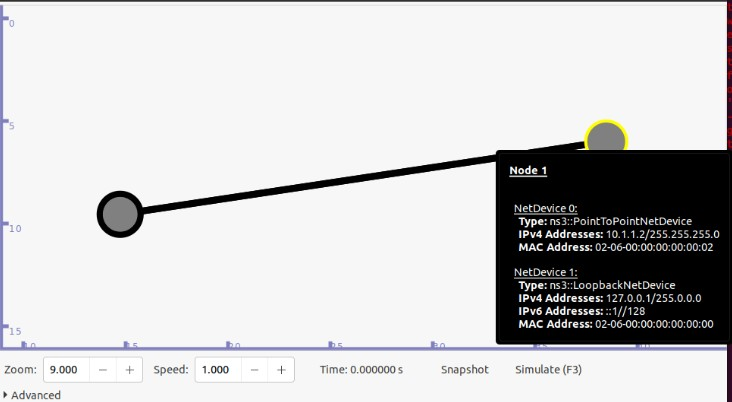 0
5
10
15
Node 1
NetDevice 0:
Type: ns3::PointToPointNetDevice
IPv4 Addresses: 10.1.1.2/255.255.255.0
MAC Address: 02-06-00:00:00:00:00:02
NetDevice 1:
Type: ns3::LoopbackNetDevice
IPv4 Addresses: 127.0.0.1/255.0.0.0
IPv6 Addresses: ::1//128
MAC Address: 02-06-00:00:00:00:00:00
Zoom: 9.000 − + Speed: 1.000 − + Time: 0.000000 s Snapshot Simulate (F3)
Advanced